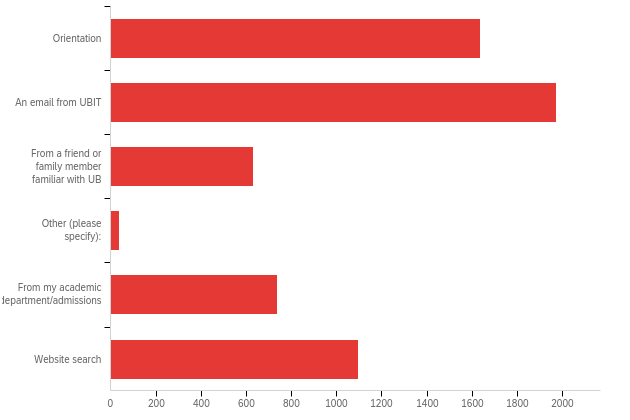 Orientation
An email from UBIT
From a friend or
family member
familiar with UB
Other (please
specify):
From my academic
department/admissions
Website search
0 200 400 600 800 1000 1200 1400 1600 1800 2000